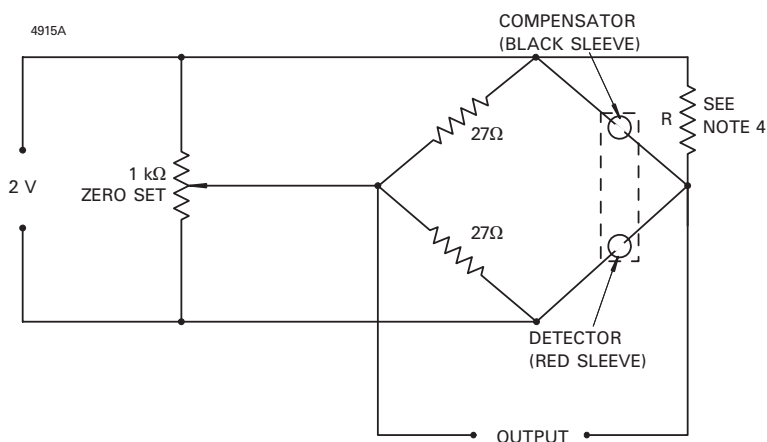 4915A
COMPENSATOR
(BLACK SLEEVE)
27Ω
R
SEE
NOTE 4
1 kΩ
ZERO SET
2 V
27Ω
DETECTOR
(RED SLEEVE)
OUTPUT